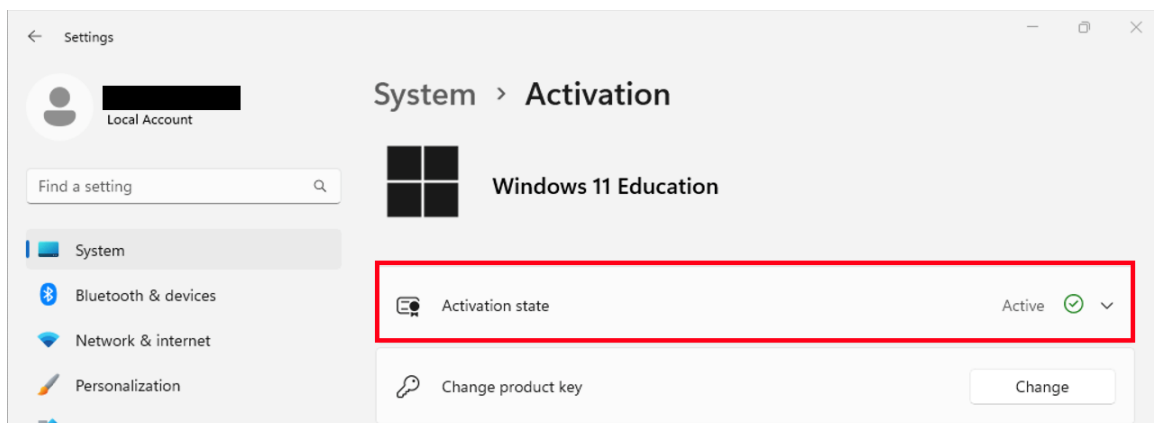 Settings
Local Account
Find a setting
System
Bluetooth & devices
Network & internet
Personalization
System > Activation
Windows 11 Education
Activation state Active
Change product key Change